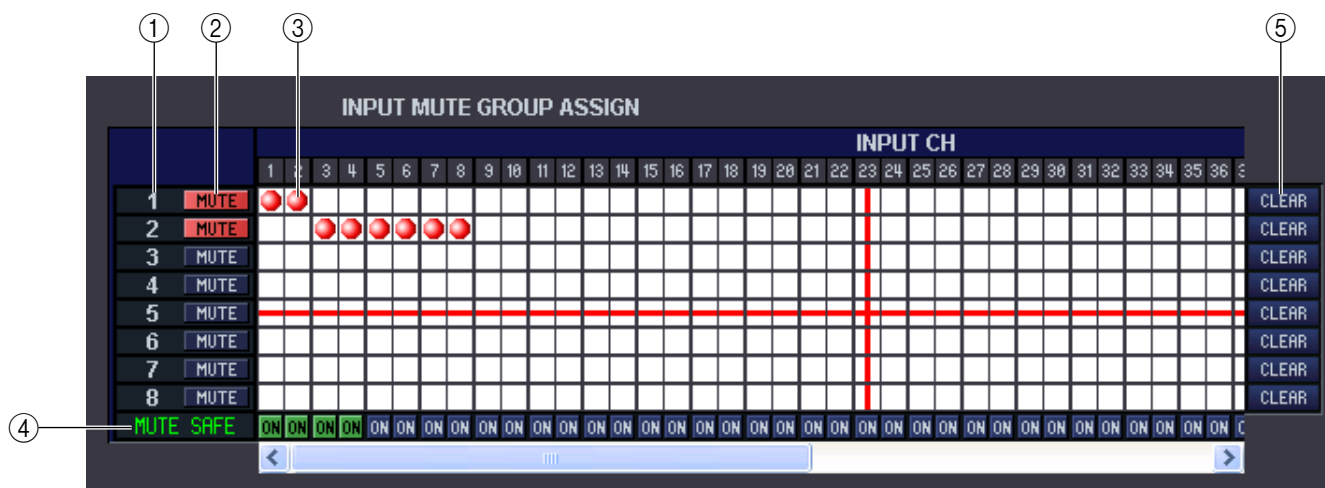 ① ② ③ ⑤
INPUT MUTE GROUP ASSIGN
INPUT CH
1 2 3 4 5 6 7 8 9 10 11 12 13 14 15 16 17 18 19 20 21 22 23 24 25 26 27 28 29 30 31 32 33 34 35 36
1 MUTE CLEAR
2 MUTE CLEAR
3 MUTE CLEAR
4 MUTE CLEAR
5 MUTE CLEAR
6 MUTE CLEAR
7 MUTE CLEAR
8 MUTE CLEAR
④ MUTE SAFE ON ON ON ON ON ON ON ON ON ON ON ON ON ON ON ON ON ON ON ON ON ON ON ON ON ON ON ON ON ON ON ON ON ON ON ON